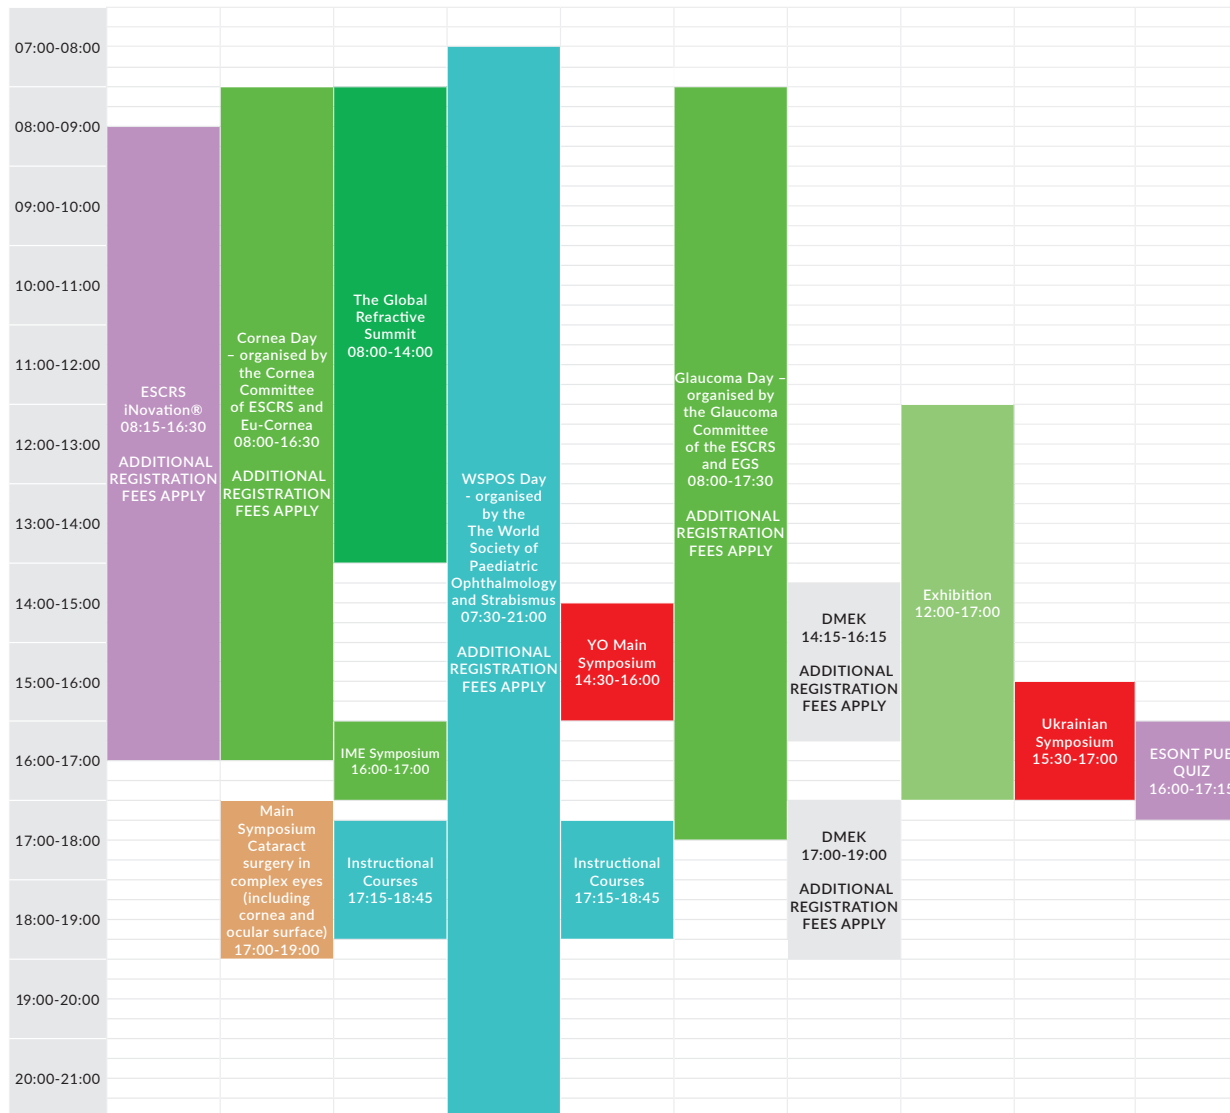 07:00-08:00
08:00-09:00
09:00-10:00
10:00-11:00
11:00-12:00
12:00-13:00
13:00-14:00
14:00-15:00
15:00-16:00
16:00-17:00
17:00-18:00
18:00-19:00
19:00-20:00
20:00-21:00
ESCRS
iNovation®
08:15-16:30
ADDITIONAL
REGISTRATION
FEES APPLY
Cornea Day
– organised by
the Cornea
Committee
of ESCRS and
Eu-Cornea
08:00-16:30
ADDITIONAL
REGISTRATION
FEES APPLY
Main
Symposium
Cataract
surgery in
complex eyes
(including
cornea and
ocular surface)
17:00-19:00
The Global
Refractive
Summit
08:00-14:00
IME Symposium
16:00-17:00
Instructional
Courses
17:15-18:45
WSPOS Day
- organised
by the
The World
Society of
Paediatric
Ophthalmology
and Strabismus
07:30-21:00
ADDITIONAL
REGISTRATION
FEES APPLY
YO Main
Symposium
14:30-16:00
Instructional
Courses
17:15-18:45
Glaucoma Day –
organised by
the Glaucoma
Committee
of the ESCRS
and EGS
08:00-17:30
ADDITIONAL
REGISTRATION
FEES APPLY
DMEK
14:15-16:15
ADDITIONAL
REGISTRATION
FEES APPLY
DMEK
17:00-19:00
ADDITIONAL
REGISTRATION
FEES APPLY
Exhibition
12:00-17:00
Ukrainian
Symposium
15:30-17:00
ESONT PUB
QUIZ
16:00-17:15